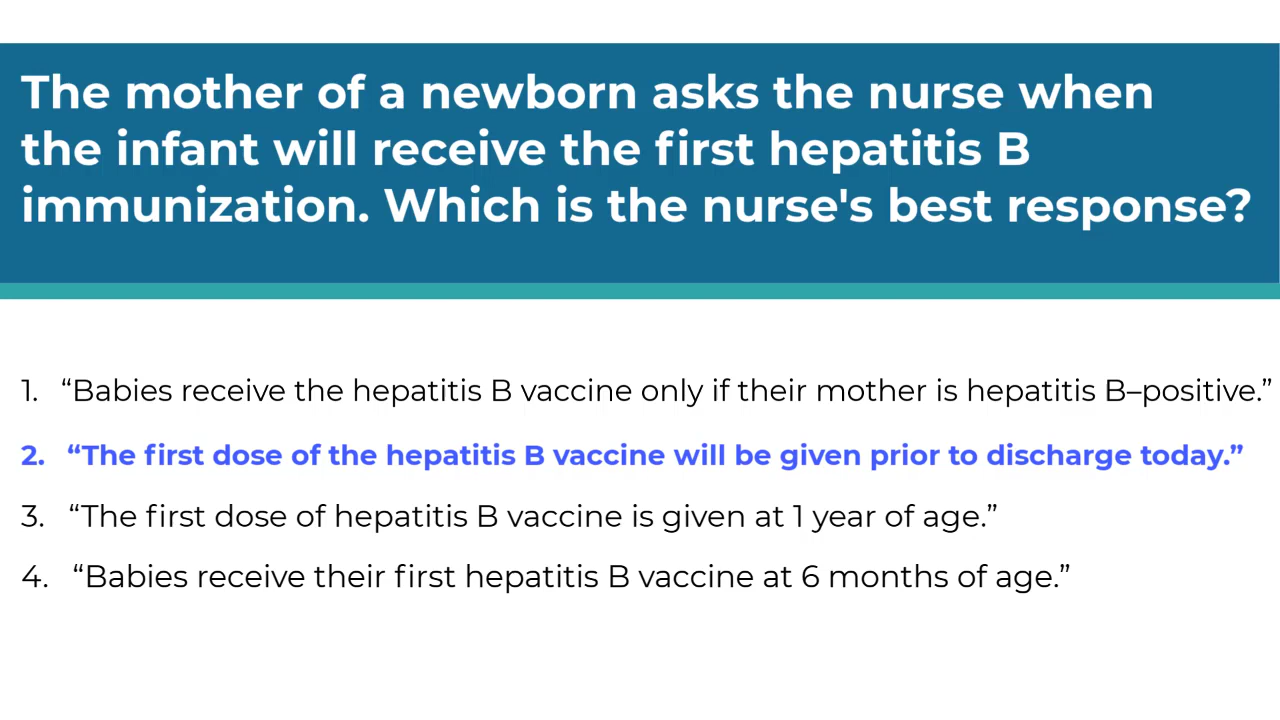 The mother of a newborn asks the nurse when
the infant will receive the first hepatitis B
immunization. Which is the nurse's best response?
1. “Babies receive the hepatitis B vaccine only if their mother is hepatitis B–positive.”
2. “The first dose of the hepatitis B vaccine will be given prior to discharge today.”
3. “The first dose of hepatitis B vaccine is given at 1 year of age.”
4. “Babies receive their first hepatitis B vaccine at 6 months of age.”